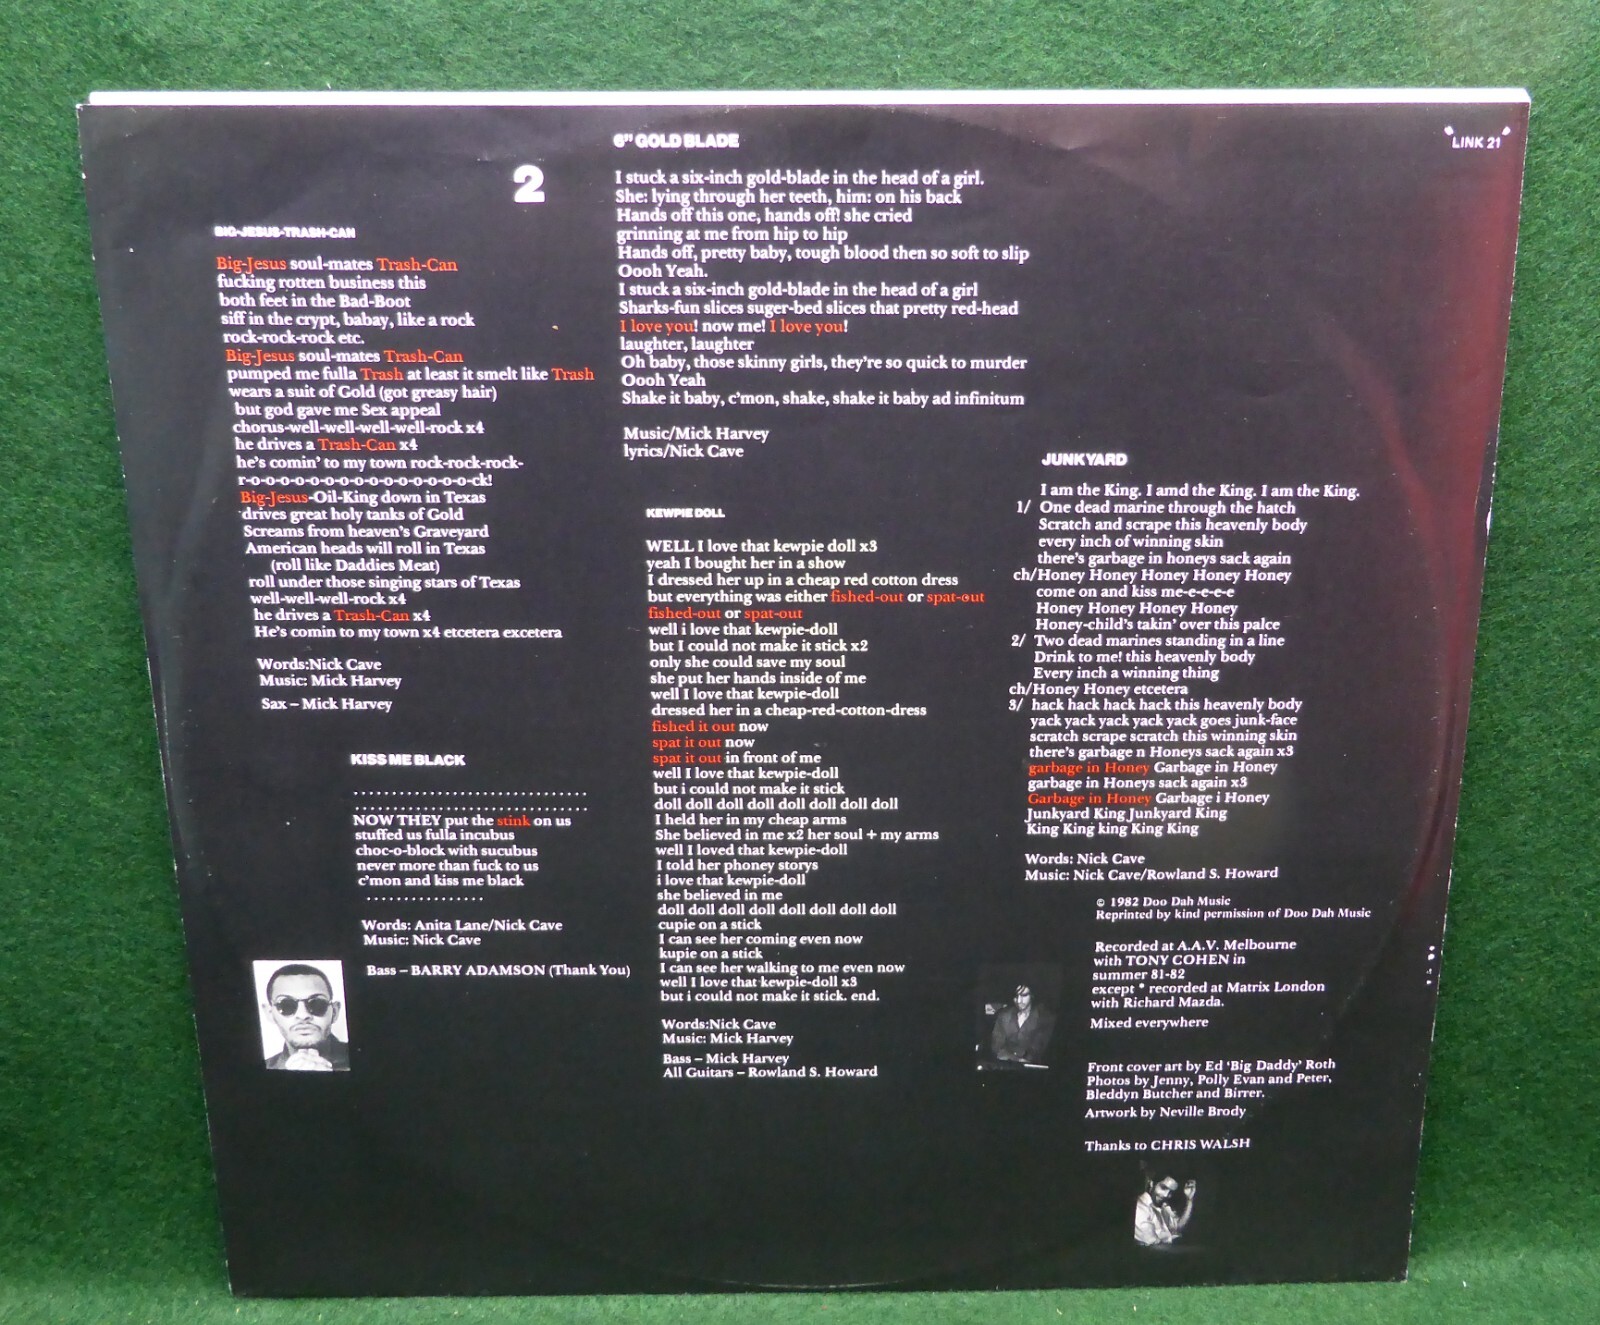 LINK 21
2
BIG-JESUS-TRASH-CAN
Big-Jesus soul-mates Trash-Can
fucking rotten business this
both feet in the Bad-Boot
siff in the crypt, babay, like a rock
rock-rock-rock etc.
Big-Jesus soul-mates Trash-Can
pumped me fulla Trash at least it smelt like Trash
wears a suit of Gold (got greasy hair)
but god gave me Sex appeal
chorus-well-well-well-well-rock x4
he drives a Trash-Can x4
he's comin' to my town rock-rock-rock-
r-o-o-o-o-o-o-o-o-o-o-o-o-o-o-o-ck!
Big-Jesus-Oil-King down in Texas
drives great holy tanks of Gold
Screams from heaven's Graveyard
American heads will roll in Texas
(roll like Daddies Meat)
roll under those singing stars of Texas
well-well-well-rock x4
he drives a Trash-Can x4
He's comin to my town x4 etcetera excetera
Words:Nick Cave
Music: Mick Harvey
Sax – Mick Harvey
KISS ME BLACK
..............................
..............................
NOW THEY put the stink on us
stuffed us fulla incubus
choc-o-block with sucubus
never more than fuck to us
c'mon and kiss me black
................
Words: Anita Lane/Nick Cave
Music: Nick Cave
Bass – BARRY ADAMSON (Thank You)
6" GOLD BLADE
I stuck a six-inch gold-blade in the head of a girl.
She: lying through her teeth, him: on his back
Hands off this one, hands off! she cried
grinning at me from hip to hip
Hands off, pretty baby, tough blood then so soft to slip
Oooh Yeah.
I stuck a six-inch gold-blade in the head of a girl
Sharks-fun slices suger-bed slices that pretty red-head
I love you! now me! I love you!
laughter, laughter
Oh baby, those skinny girls, they're so quick to murder
Oooh Yeah
Shake it baby, c'mon, shake, shake it baby ad infinitum
Music/Mick Harvey
lyrics/Nick Cave
KEWPIE DOLL
WELL I love that kewpie doll x3
yeah I bought her in a show
I dressed her up in a cheap red cotton dress
but everything was either fished-out or spat-out
fished-out or spat-out
well i love that kewpie-doll
but I could not make it stick x2
only she could save my soul
she put her hands inside of me
well I love that kewpie-doll
dressed her in a cheap-red-cotton-dress
fished it out now
spat it out now
spat it out in front of me
well I love that kewpie-doll
but i could not make it stick
doll doll doll doll doll doll doll doll
I held her in my cheap arms
She believed in me x2 her soul + my arms
well I loved that kewpie-doll
I told her phoney storys
i love that kewpie-doll
she believed in me
doll doll doll doll doll doll doll doll
cupie on a stick
I can see her coming even now
kupie on a stick
I can see her walking to me even now
well I love that kewpie-doll x3
but i could not make it stick. end.
Words:Nick Cave
Music: Mick Harvey
Bass – Mick Harvey
All Guitars – Rowland S. Howard
JUNKYARD
I am the King. I amd the King. I am the King.
1/ One dead marine through the hatch
Scratch and scrape this heavenly body
every inch of winning skin
there's garbage in honeys sack again
ch/Honey Honey Honey Honey Honey
come on and kiss me-e-e-e-e
Honey Honey Honey Honey
Honey-child's takin' over this palce
2/ Two dead marines standing in a line
Drink to me! this heavenly body
Every inch a winning thing
ch/Honey Honey etcetera
3/ hack hack hack hack this heavenly body
yack yack yack yack yack goes junk-face
scratch scrape scratch this winning skin
there's garbage n Honeys sack again x3
garbage in Honey Garbage in Honey
garbage in Honeys sack again x3
Garbage in Honey Garbage i Honey
Junkyard King Junkyard King
King King king King King
Words: Nick Cave
Music: Nick Cave/Rowland S. Howard
© 1982 Doo Dah Music
Reprinted by kind permission of Doo Dah Music
Recorded at A.A.V. Melbourne
with TONY COHEN in
summer 81-82
except * recorded at Matrix London
with Richard Mazda.
Mixed everywhere
Front cover art by Ed 'Big Daddy' Roth
Photos by Jenny, Polly Evan and Peter,
Bleddyn Butcher and Birrer.
Artwork by Neville Brody
Thanks to CHRIS WALSH